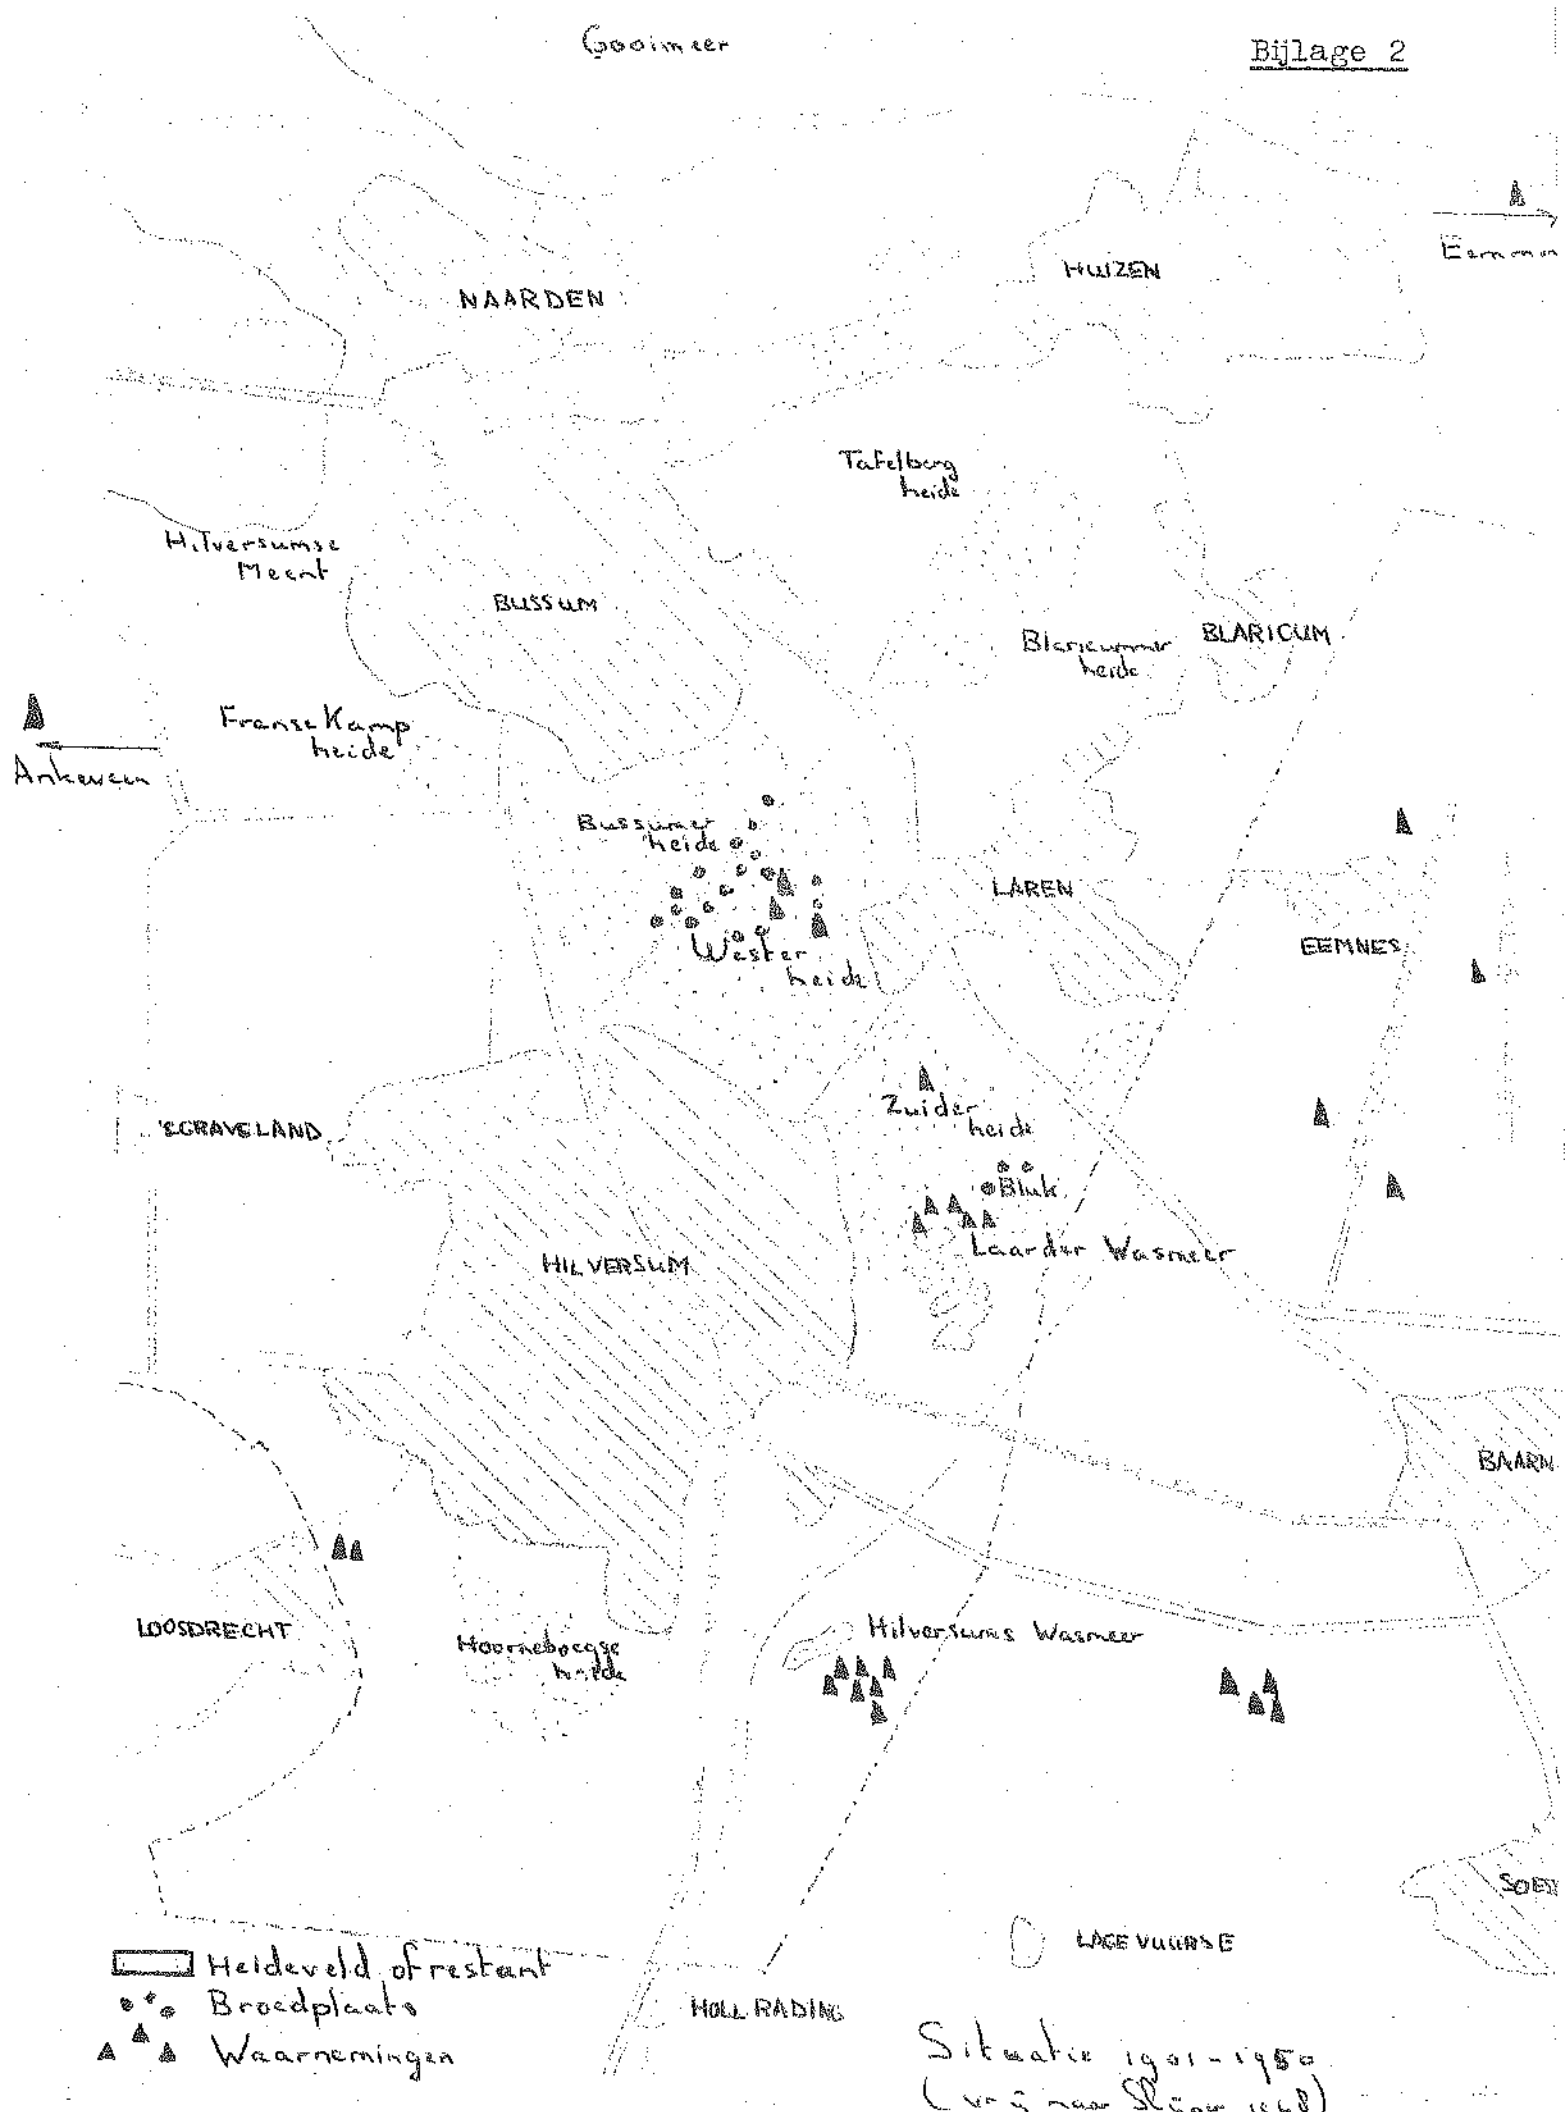 Gooimeer
Bijlage 2
HUIZEN
NAARDEN
Tafelberg
heide
Hilversumse
Meent
BUSSUM
BLARICUM
Blaricummer
heide
Franse Kamp
heide
Ankeveen
Bussumer
heide
LAREN
EEMNES
Wester
heide
Zuider
heide
'SGRAVELAND
Bluk
Laarder Wasmeer
HILVERSUM
BAARN
LOOSDRECHT
Hilversums Wasmeer
Hoorneboegse
heide
SOES
LAGE VUURSE
Heideveld of restant
Broedplaats
HOLL. RADING
Waarnemingen
Situatie 1901-1950
naar